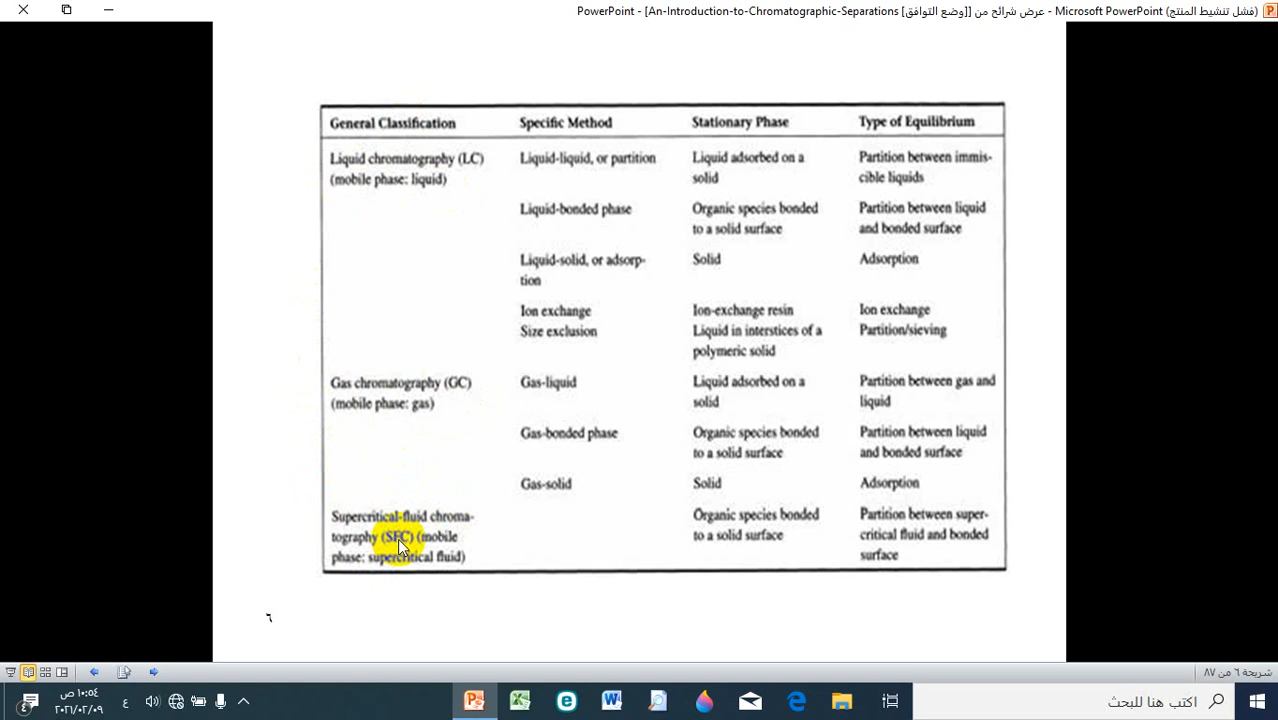 PowerPoint - [An-Introduction-to-Chromatographic-Separations [وضع التوافق]] عرض شرائح من - Microsoft PowerPoint (فشل تنشيط المنتج)
General Classification Specific Method Stationary Phase Type of Equilibrium
Liquid chromatography (LC) Liquid-liquid, or partition Liquid adsorbed on a Partition between immis-
(mobile phase: liquid) solid cible liquids
Liquid-bonded phase Organic species bonded Partition between liquid
to a solid surface and bonded surface
Liquid-solid, or adsorp- Solid Adsorption
tion
Ion exchange Ion-exchange resin Ion exchange
Size exclusion Liquid in interstices of a Partition/sieving
polymeric solid
Gas chromatography (GC) Gas-liquid Liquid adsorbed on a Partition between gas and
(mobile phase: gas) solid liquid
Gas-bonded phase Organic species bonded Partition between liquid
to a solid surface and bonded surface
Gas-solid Solid Adsorption
Supercritical-fluid chroma- Organic species bonded Partition between super-
tography (SFC) (mobile to a solid surface critical fluid and bonded
phase: supercritical fluid) surface
٦
شريحة ٦ من ٨٧
١٠:٥٤ ص
٢٠٢١/٠٢/٠٩
ع
اكتب هنا للبحث